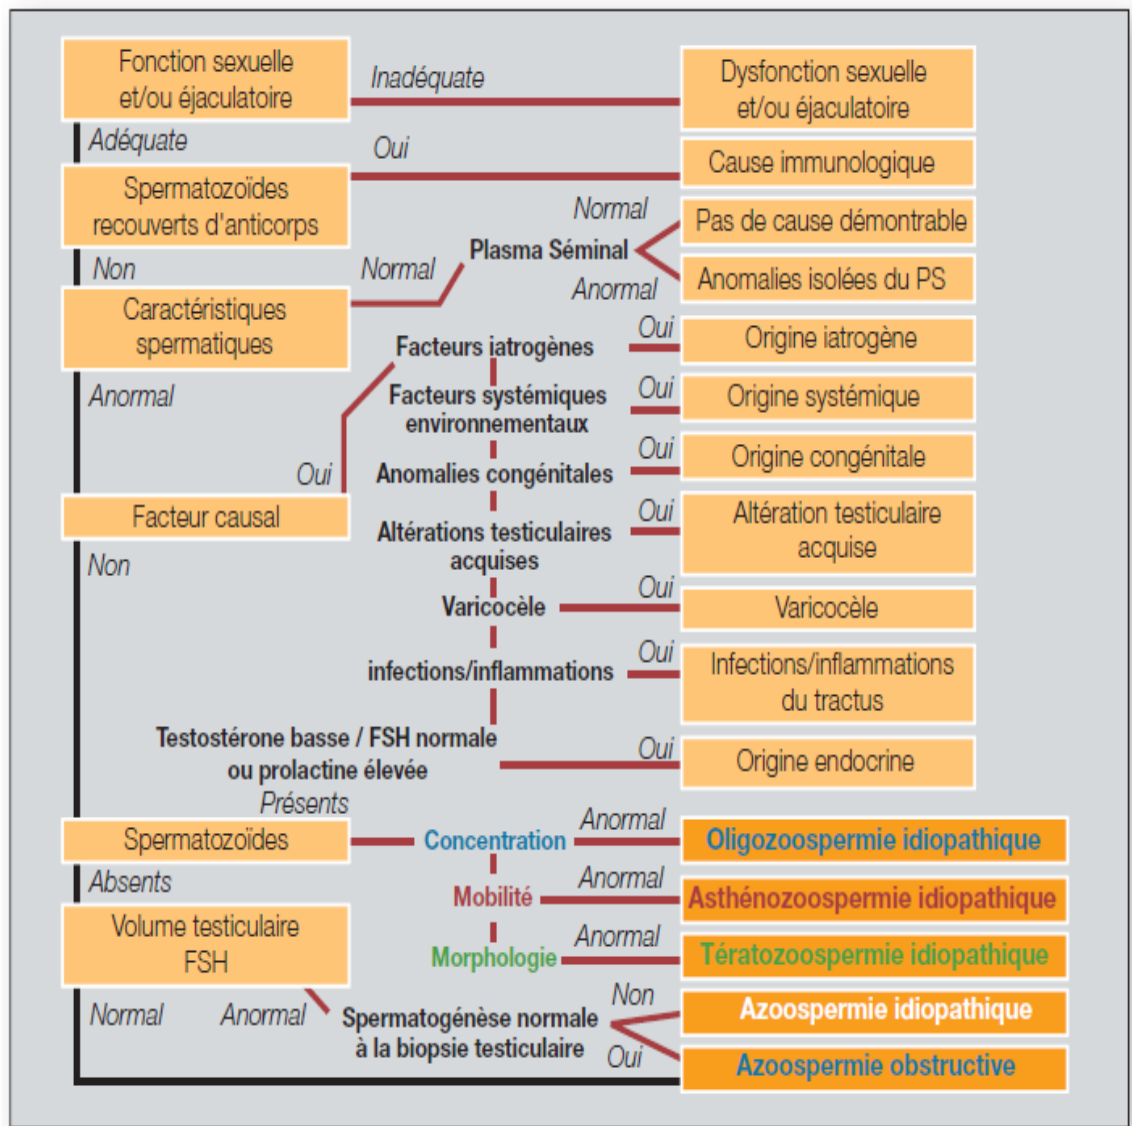 Fonction sexuelle
et/ou éjaculatoire
Inadéquate
Dysfonction sexuelle
et/ou éjaculatoire
Adéquate
Oui
Cause immunologique
Spermatozoïdes
recouverts d'anticorps
Normal
Pas de cause démontrable
Plasma Séminal
Non
Normal
Anormal
Anomalies isolées du PS
Caractéristiques
spermatiques
Oui
Origine iatrogène
Facteurs iatrogènes
Anormal
Facteurs systémiques
environnementaux
Oui
Origine systémique
Oui
Anomalies congénitales
Oui
Origine congénitale
Facteur causal
Altérations testiculaires
acquises
Oui
Altération testiculaire
acquise
Non
Varicocèle
Oui
Varicocèle
infections/inflammations
Oui
Infections/inflammations
du tractus
Testostérone basse / FSH normale
ou prolactine élevée
Oui
Origine endocrine
Présents
Spermatozoïdes
Concentration
Anormal
Oligozoospermie idiopathique
Absents
Mobilité
Anormal
Asthénozoospermie idiopathique
Volume testiculaire
FSH
Morphologie
Anormal
Tératozoospermie idiopathique
Normal
Anormal
Spermatogénèse normale
à la biopsie testiculaire
Non
Azoospermie idiopathique
Oui
Azoospermie obstructive